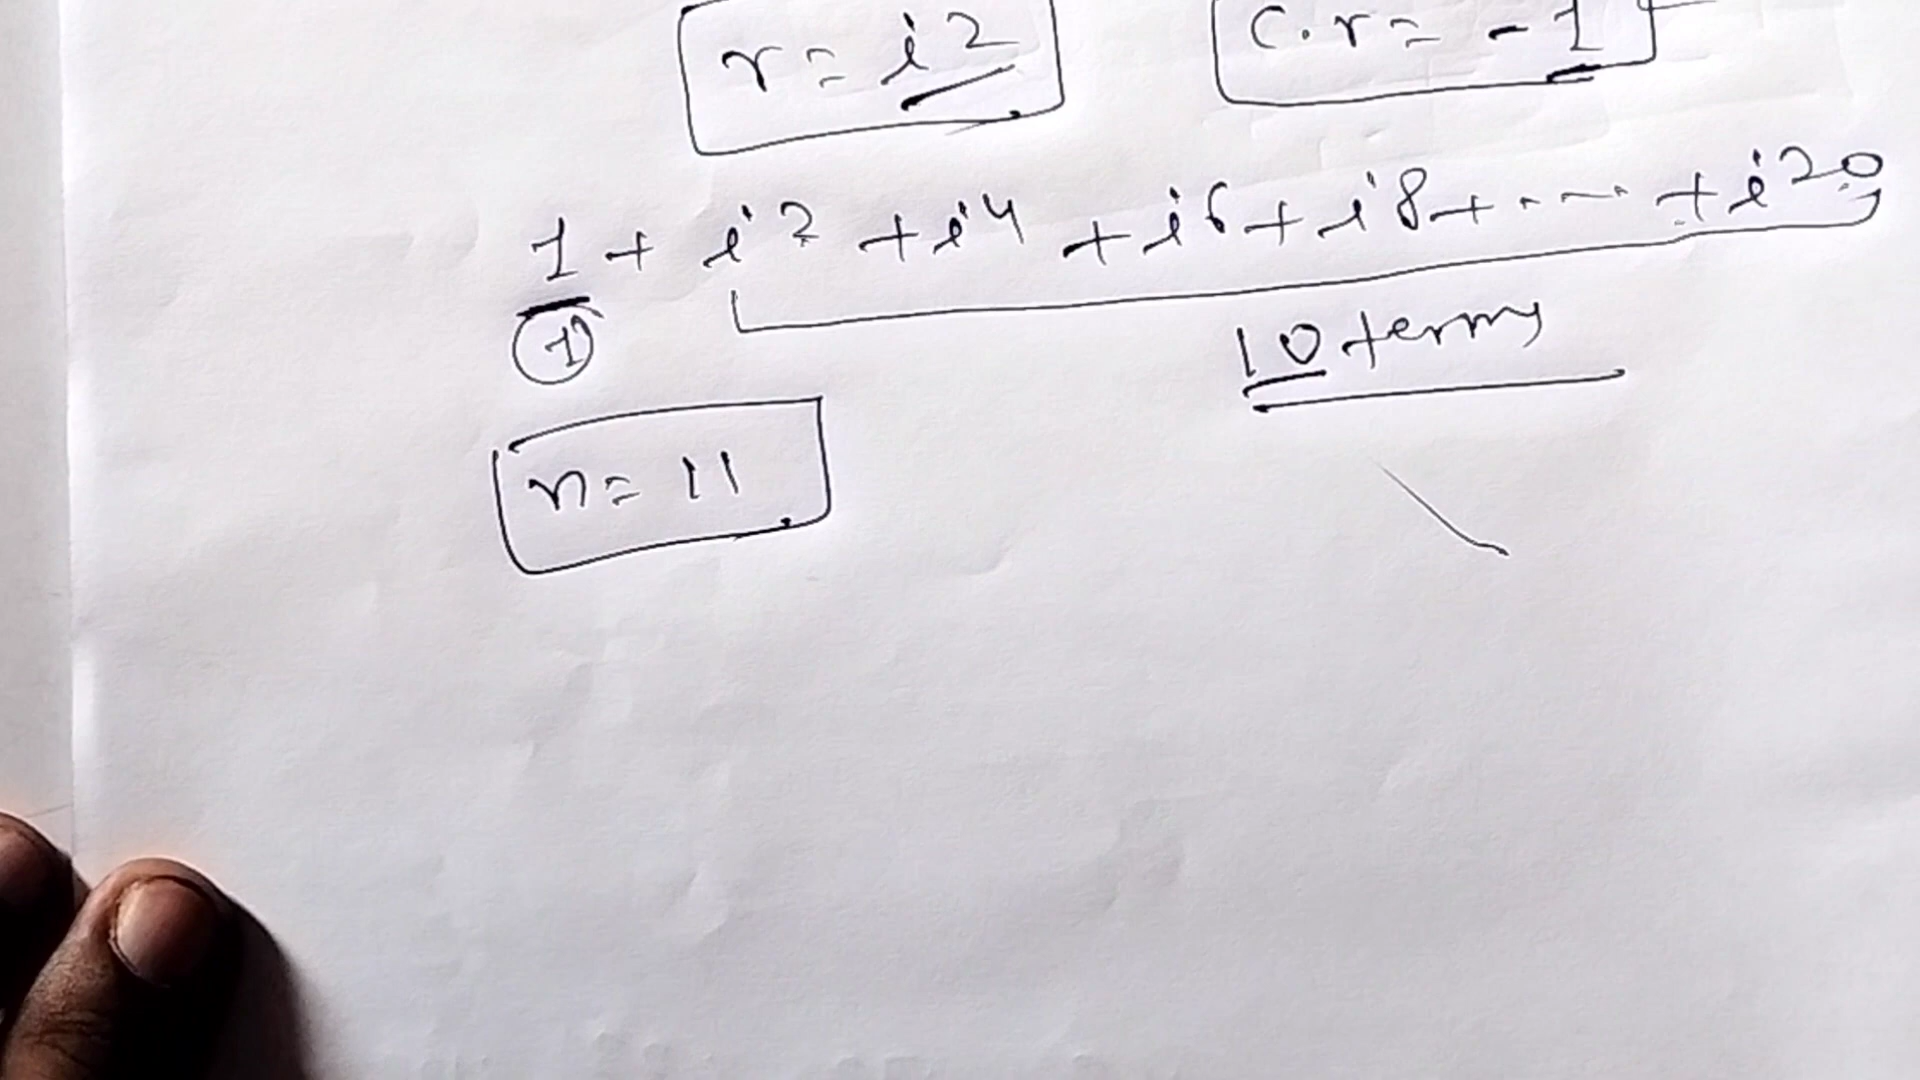 r = i² C.r = -1
1 + i² + i⁴ + i⁶ + i⁸ + ..... + i²⁰
1 10 terms
n = 11